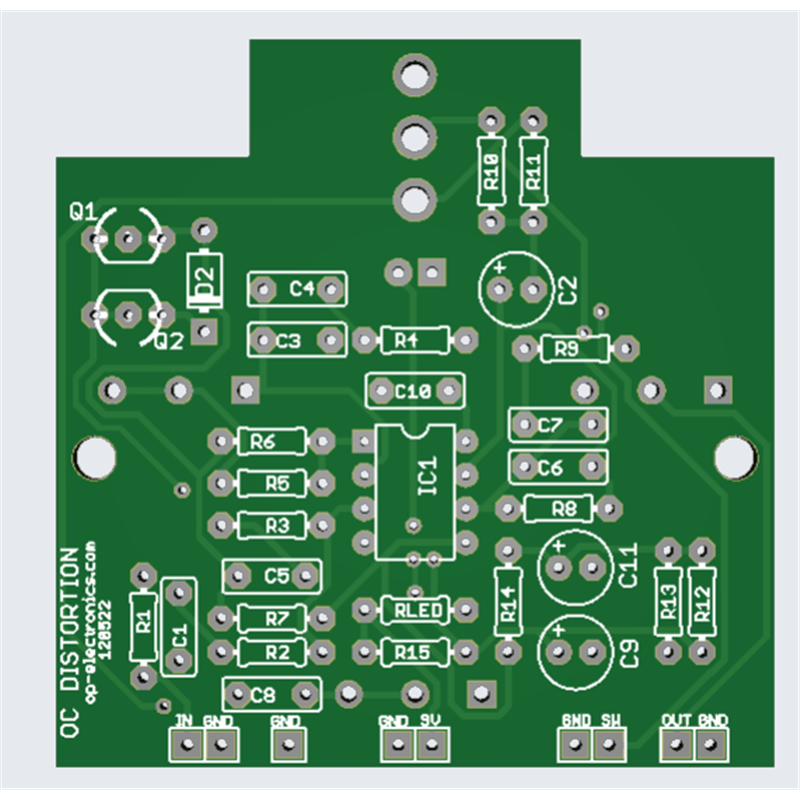 R10
R11
Q1
D2
C4
C2
Q2
C3
R4
R9
C10
C7
R6
IC1
C6
R5
R8
R3
C11
C5
R14
R13
R12
R1
C1
R7
RLED
R2
R15
C9
C8
OC DISTORTION
op-electronics.com
120522
IN GND
GND
GND 9V
GND SW
OUT GND